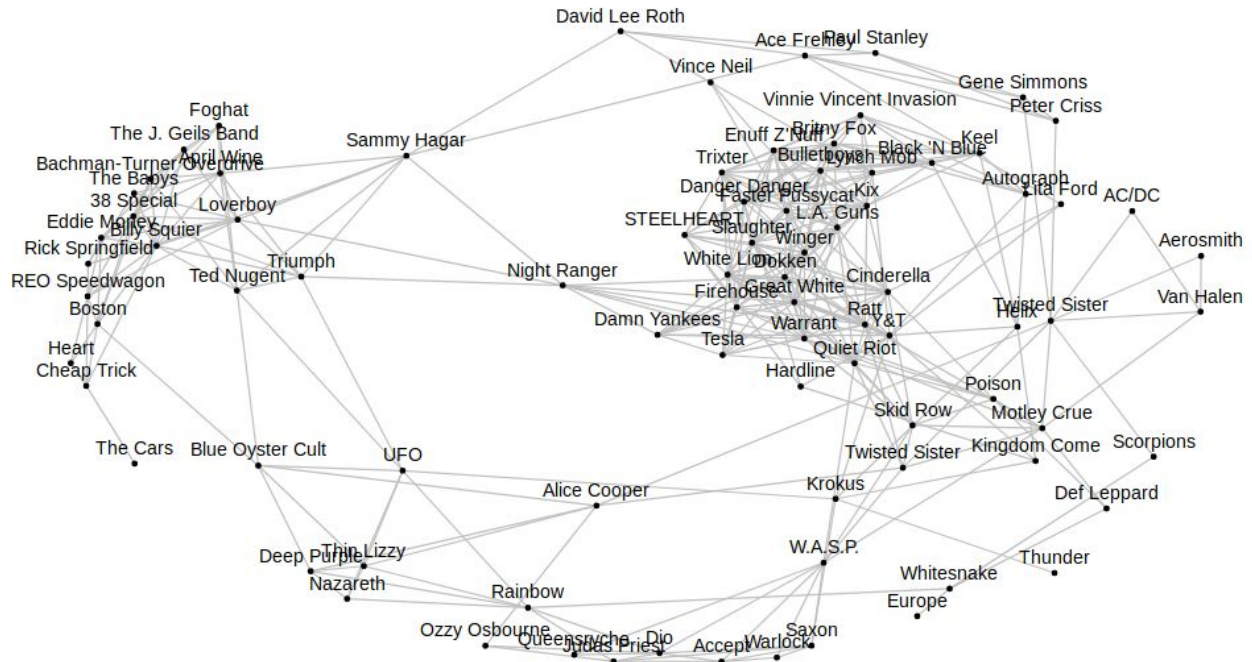 David Lee Roth
Ace Frehley
Paul Stanley
Vince Neil
Gene Simmons
Vinnie Vincent Invasion
Peter Criss
Foghat
The J. Geils Band
Sammy Hagar
Enuff Z'Nuff
Britny Fox
Keel
Bachman-Turner Overdrive
April Wine
Trixter
Bulletboys
Lynch Mob
Black 'N Blue
The Babys
Danger Danger
Faster Pussycat
Kix
Autograph
Lita Ford
AC/DC
38 Special
Loverboy
Eddie Money
Billy Squier
STEELHEART
L.A. Guns
Slaughter
Winger
Aerosmith
Rick Springfield
White Lion
Dokken
REO Speedwagon
Ted Nugent
Triumph
Night Ranger
Firehouse
Great White
Cinderella
Van Halen
Boston
Damn Yankees
Warrant
Ratt
Y&T
Helix
Twisted Sister
Heart
Cheap Trick
Tesla
Quiet Riot
Hardline
Poison
Skid Row
Motley Crue
The Cars
Blue Oyster Cult
UFO
Twisted Sister
Kingdom Come
Scorpions
Alice Cooper
Krokus
Def Leppard
Deep Purple
Thin Lizzy
W.A.S.P.
Thunder
Nazareth
Rainbow
Whitesnake
Europe
Ozzy Osbourne
Queensryche
Judas Priest
Dio
Accept
Warlock
Saxon